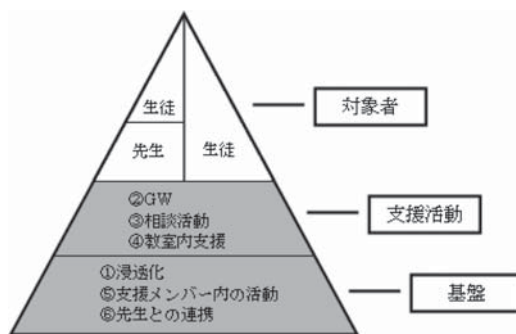 生徒
先生
生徒
対象者
②GW
③相談活動
④教室内支援
支援活動
①浸透化
⑤支援メンバー内の活動
⑥先生との連携
基盤